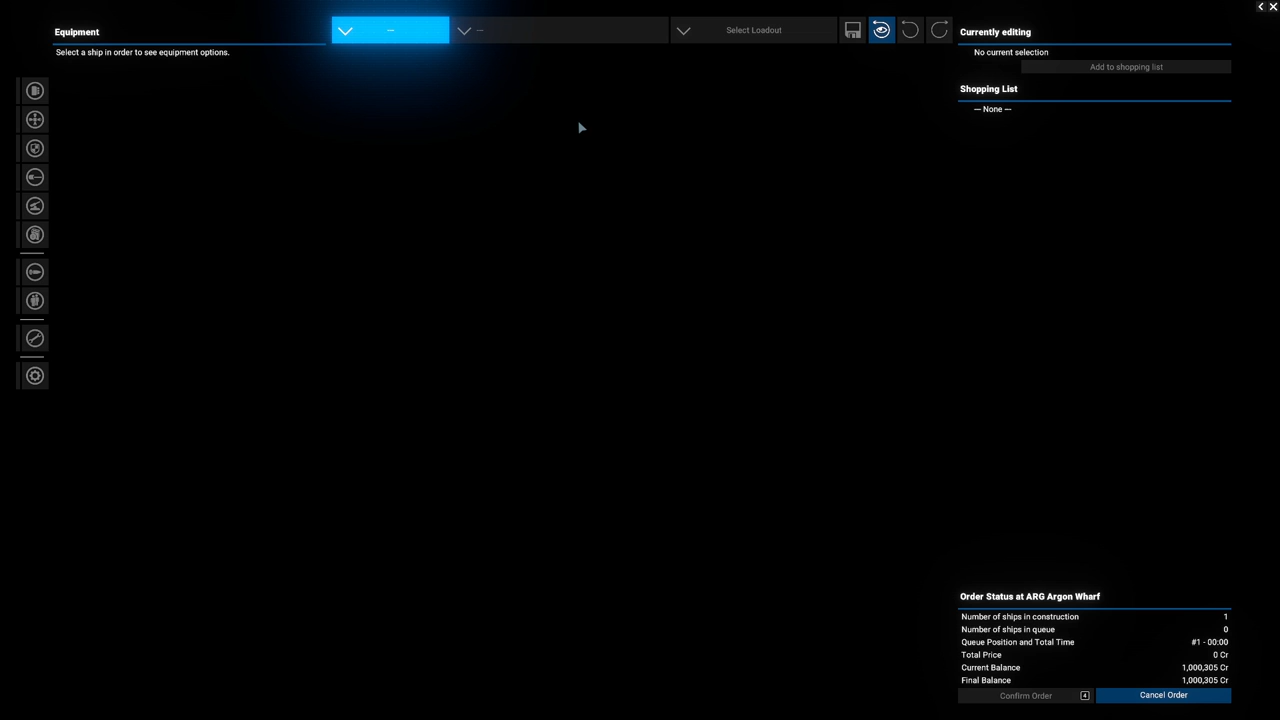 Equipment
Select a ship in order to see equipment options.
--
--
Select Loadout
Currently editing
No current selection
Add to shopping list
Shopping List
--- None ---
Order Status at ARG Argon Wharf
Number of ships in construction 1
Number of ships in queue 0
Queue Position and Total Time #1 - 00:00
Total Price 0 Cr
Current Balance 1,000,305 Cr
Final Balance 1,000,305 Cr
Confirm Order 4
Cancel Order